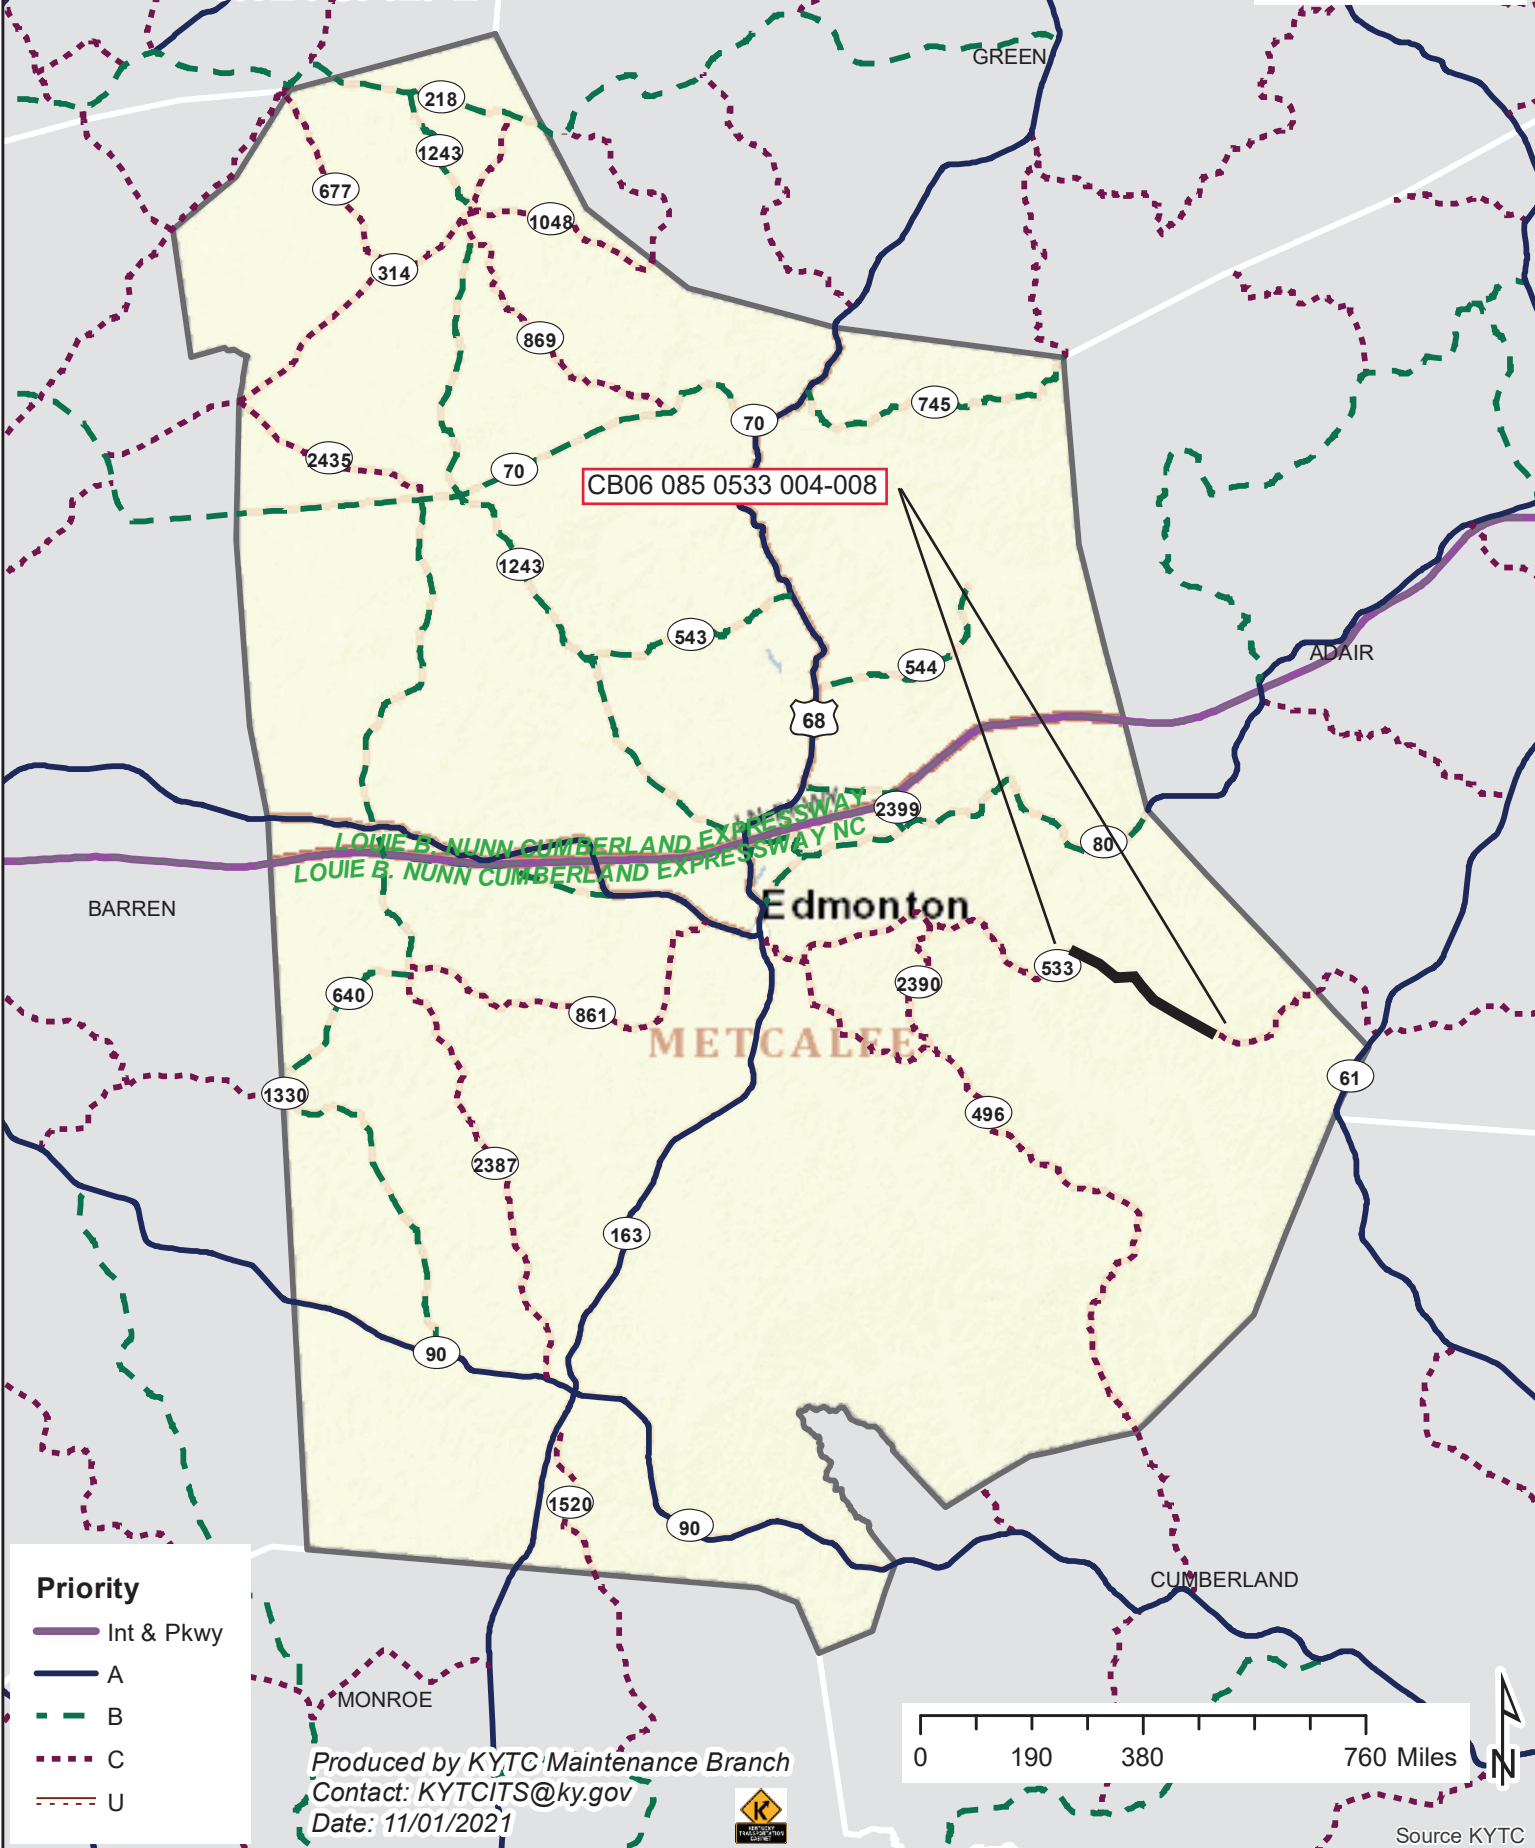 GREEN
218
1243
677
1048
314
869
745
70
2435
70
CB06 085 0533 004-008
1243
543
544
ADAIR
68
2399
LOUIE B. NUNN CUMBERLAND EXPRESSWAY
LOUIE B. NUNN CUMBERLAND EXPRESSWAY NC
80
BARREN
Edmonton
533
2390
640
861
METCALFE
61
1330
496
2387
163
90
1520
90
CUMBERLAND
Priority
Int & Pkwy
A
B
C
U
MONROE
Produced by KYTC Maintenance Branch
Contact: KYTCITS@ky.gov
Date: 11/01/2021
KENTUCKY
TRANSPORTATION
CABINET
0 190 380 760 Miles
N
Source KYTC